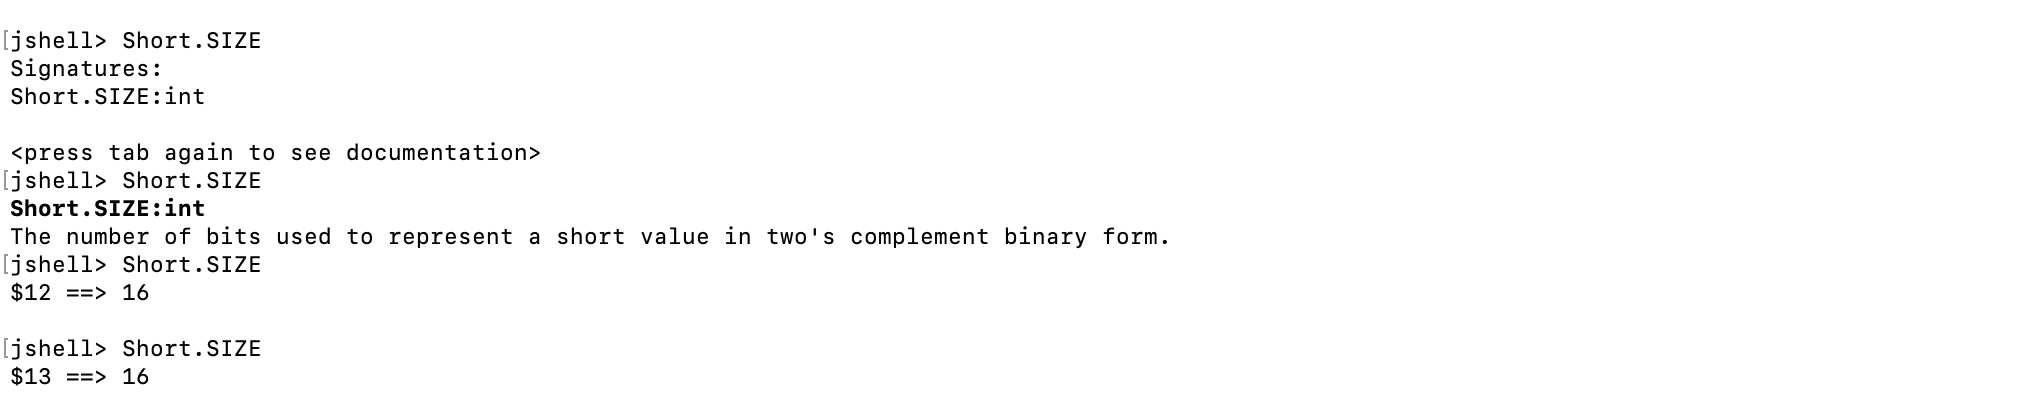 [jshell> Short.SIZE
Signatures:
Short.SIZE:int
<press tab again to see documentation>
[jshell> Short.SIZE
Short.SIZE:int
The number of bits used to represent a short value in two's complement binary form.
[jshell> Short.SIZE
$12 ==> 16
[jshell> Short.SIZE
$13 ==> 16